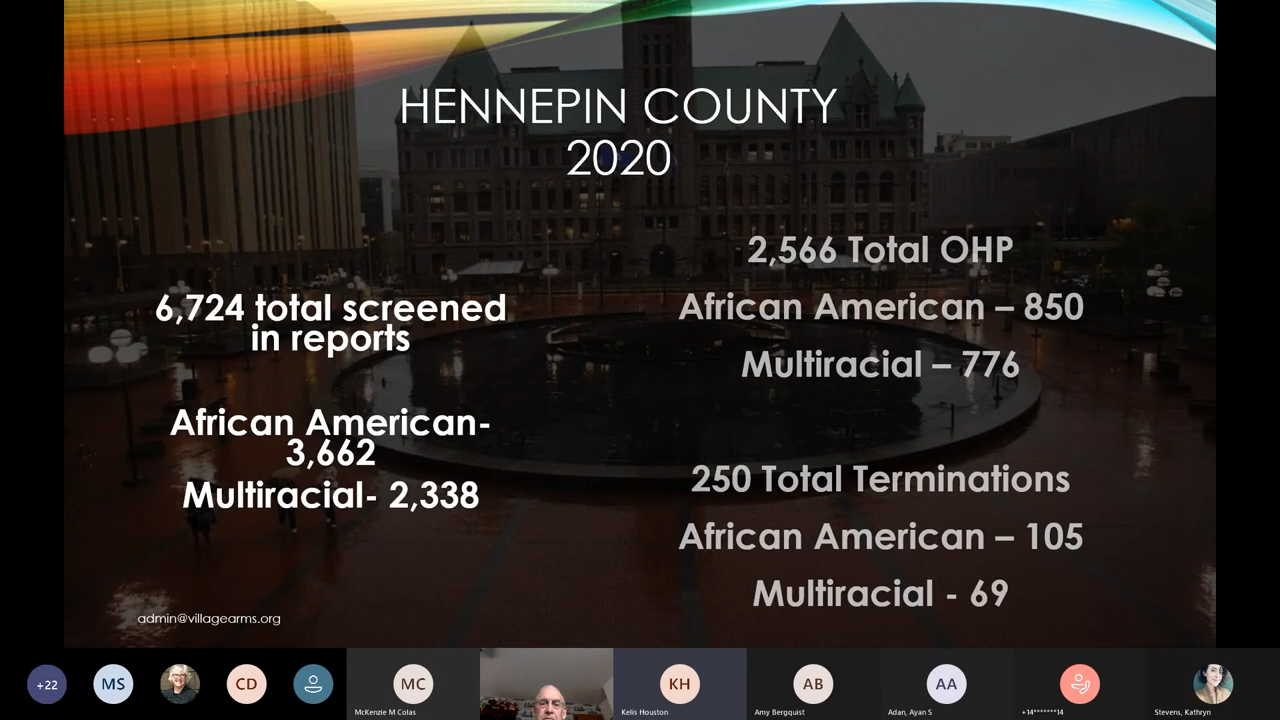 HENNEPIN COUNTY
2020
6,724 total screened
in reports
African American-
3,662
Multiracial- 2,338
2,566 Total OHP
African American – 850
Multiracial – 776
250 Total Terminations
African American – 105
Multiracial - 69
admin@villagearms.org
+22
MS
CD
MC
KH
AB
AA
McKenzie M Colas
Kelis Houston
Amy Bergquist
Adan, Ayan S
+14*******14
Stevens, Kathryn